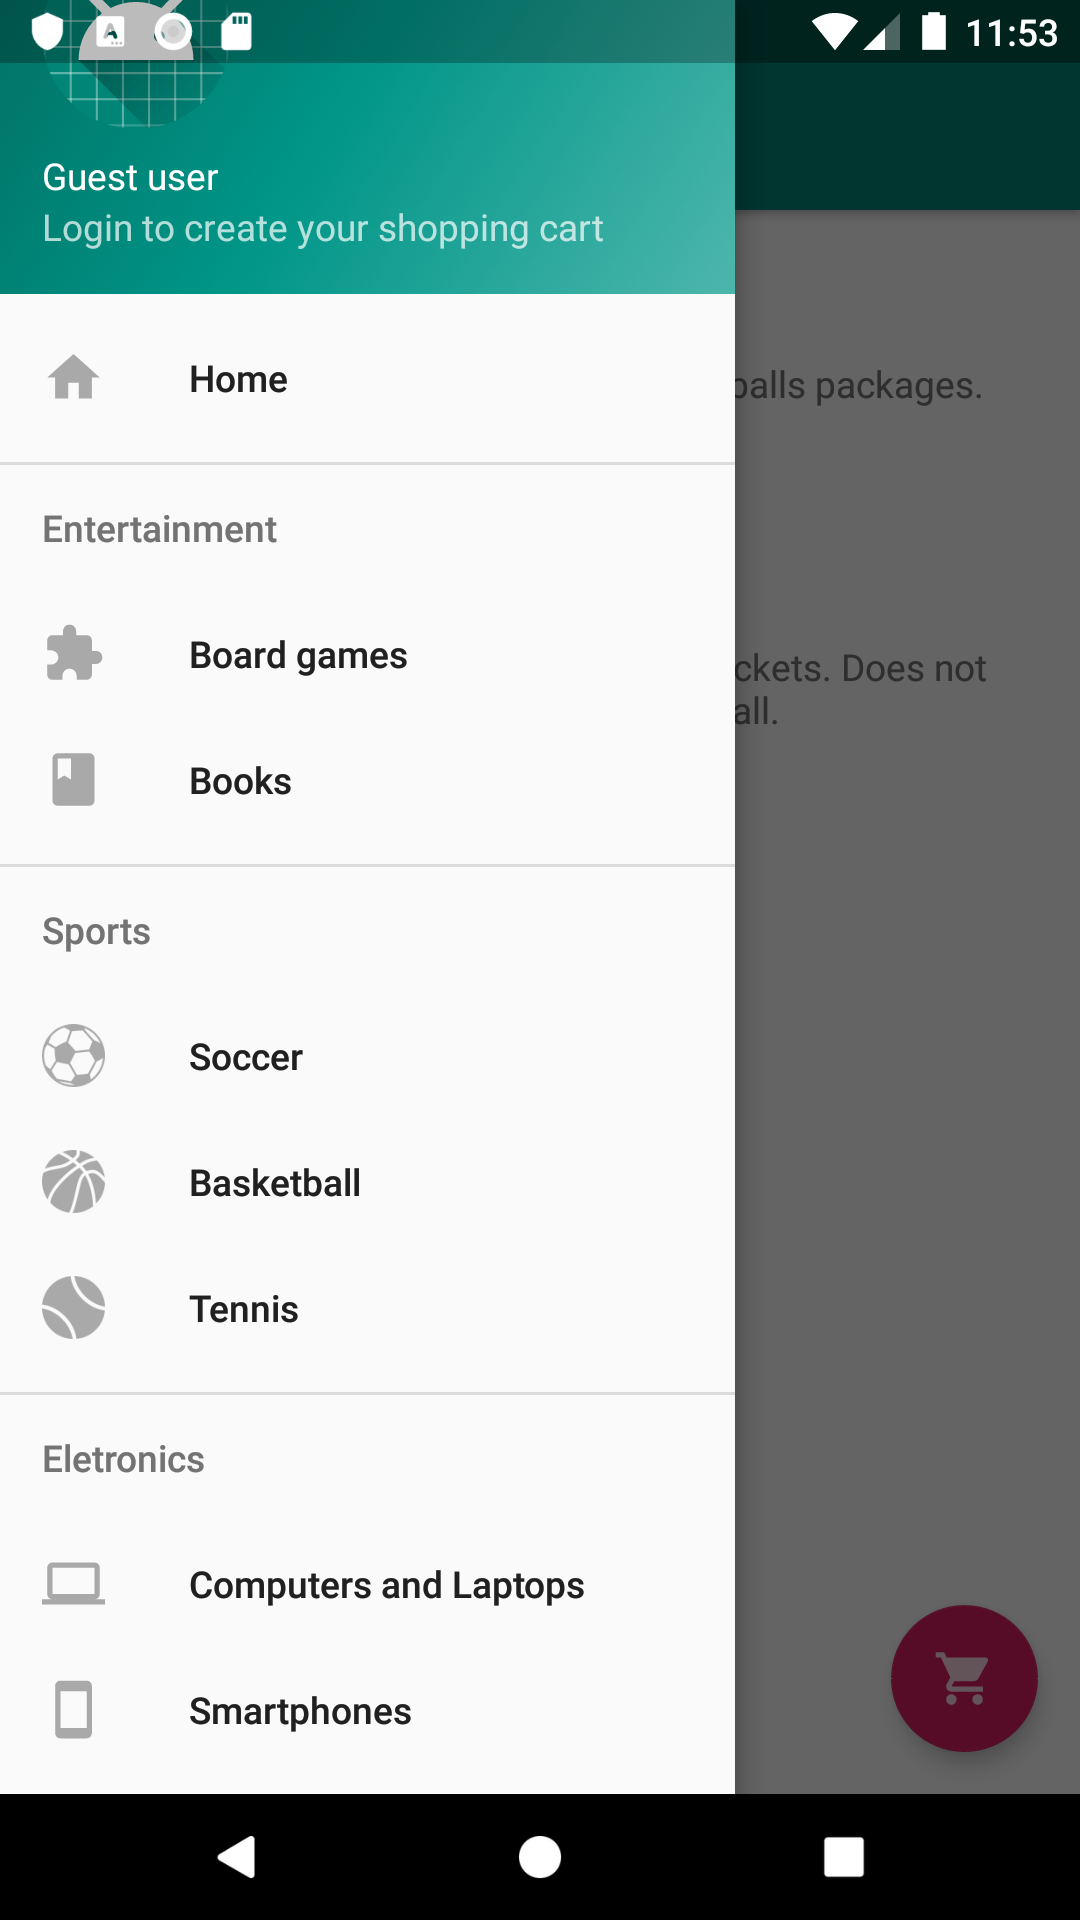 11:53
Guest user
Login to create your shopping cart
Home
balls packages.
Entertainment
Board games
ckets. Does not
all.
Books
Sports
Soccer
Basketball
Tennis
Eletronics
Computers and Laptops
Smartphones